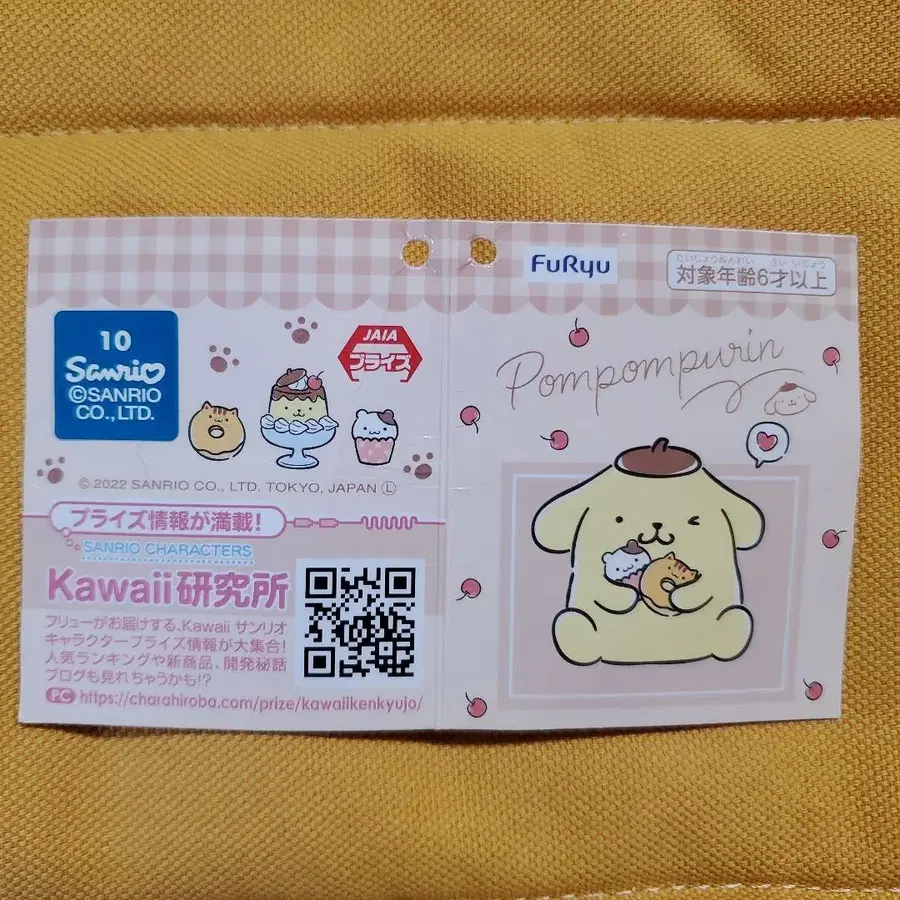 10
Sanrio
©SANRIO
CO., LTD.
JAIA
プライズ
© 2022 SANRIO CO., LTD. TOKYO, JAPAN Ⓛ
プライズ情報が満載!
SANRIO CHARACTERS
Kawaii研究所
フリューがお届けする、Kawaii サンリオ
キャラクタープライズ情報が大集合!
人気ランキングや新商品、開発秘話
ブログも見れちゃうかも!?
PC https://charahiroba.com/prize/kawaiikenkyujo/
FuRyu
たいしょうねんれい さい いじょう
対象年齢6才以上
Pompompurin